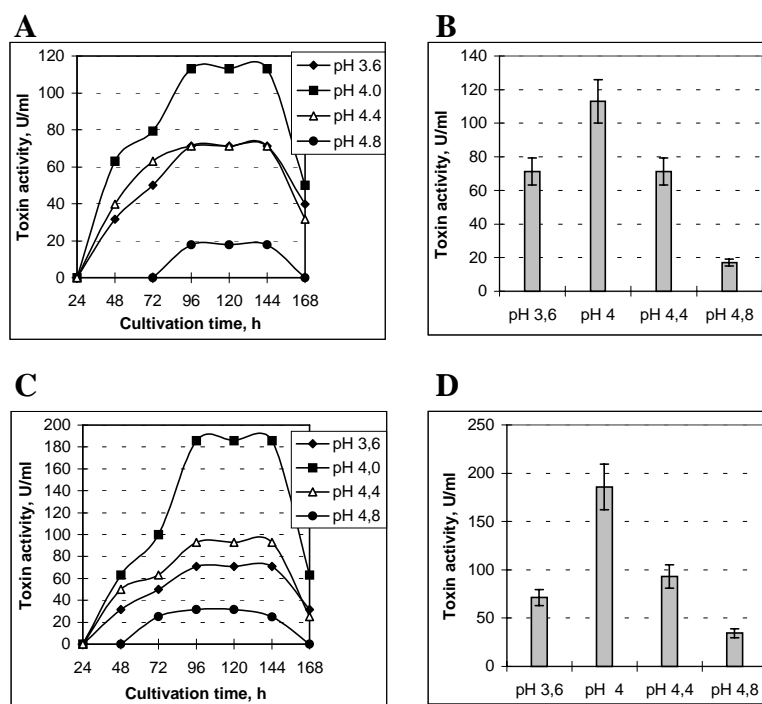 A
120
100
80
60
40
20
0
Toxin activity, U/ml
24 48 72 96 120 144 168
Cultivation time, h
pH 3.6
pH 4.0
pH 4.4
pH 4.8
B
140
120
100
80
60
40
20
0
Toxin activity, U/ml
pH 3,6 pH 4 pH 4,4 pH 4,8
C
200
180
160
140
120
100
80
60
40
20
0
Toxin activity, U/ml
24 48 72 96 120 144 168
Cultivation time, h
pH 3,6
pH 4,0
pH 4,4
pH 4,8
D
250
200
150
100
50
0
Toxin activity, U/ml
pH 3,6 pH 4 pH 4,4 pH 4,8